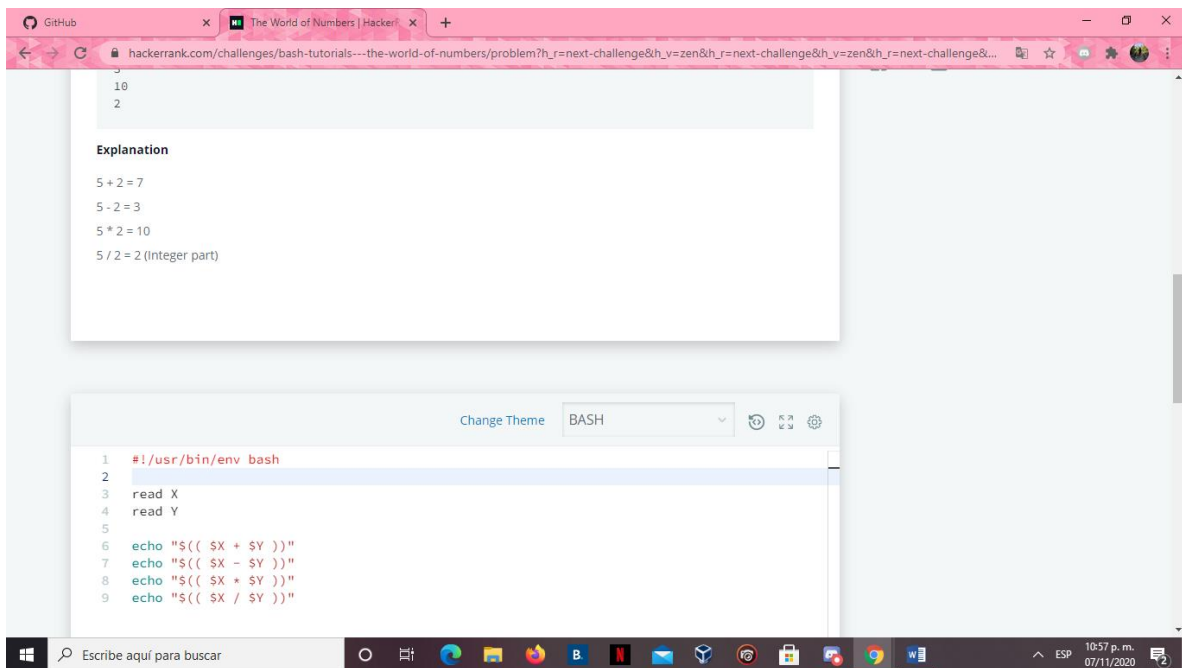 GitHub
The World of Numbers | HackerR
hackerrank.com/challenges/bash-tutorials---the-world-of-numbers/problem?h_r=next-challenge&h_v=zen&h_r=next-challenge&h_v=zen&h_r=next-challenge&...
10
2
Explanation
5 + 2 = 7
5 - 2 = 3
5 * 2 = 10
5 / 2 = 2 (Integer part)
Change Theme BASH
1 #!/usr/bin/env bash
2
3 read X
4 read Y
5
6 echo "$(( $X + $Y ))"
7 echo "$(( $X - $Y ))"
8 echo "$(( $X * $Y ))"
9 echo "$(( $X / $Y ))"
Escribe aquí para buscar
B.
N
W
ESP
10:57 p. m.
07/11/2020
2